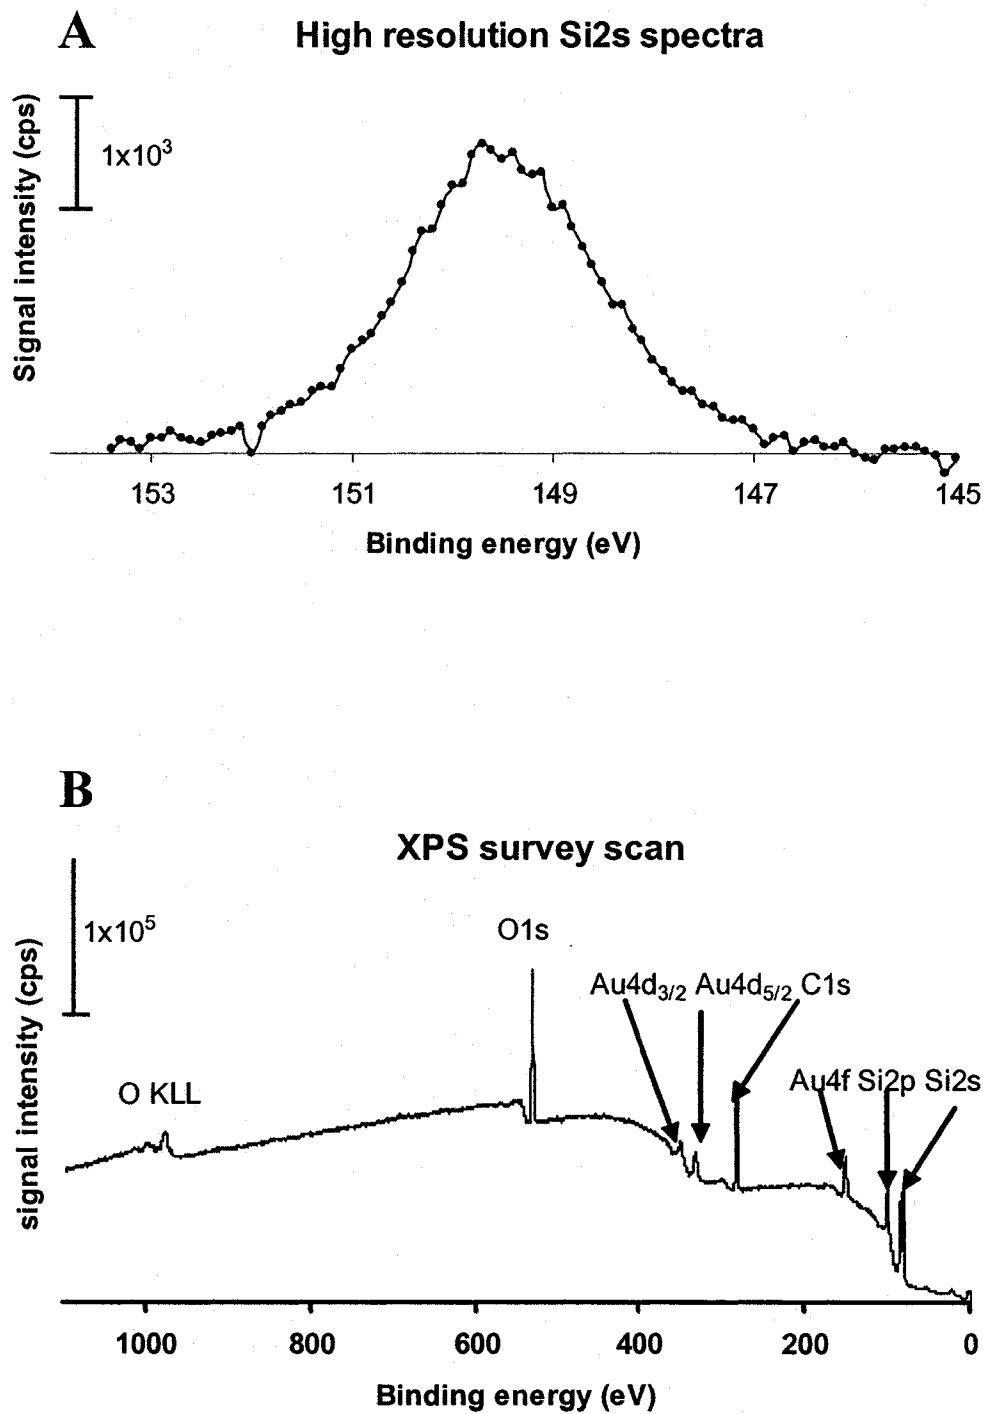 A
High resolution Si2s spectra
Signal intensity (cps)
1x10³
153 151 149 147 145
Binding energy (eV)
B
XPS survey scan
signal intensity (cps)
1x10⁵
O1s
Au4d₃/₂ Au4d₅/₂ C1s
O KLL
Au4f Si2p Si2s
1000 800 600 400 200 0
Binding energy (eV)